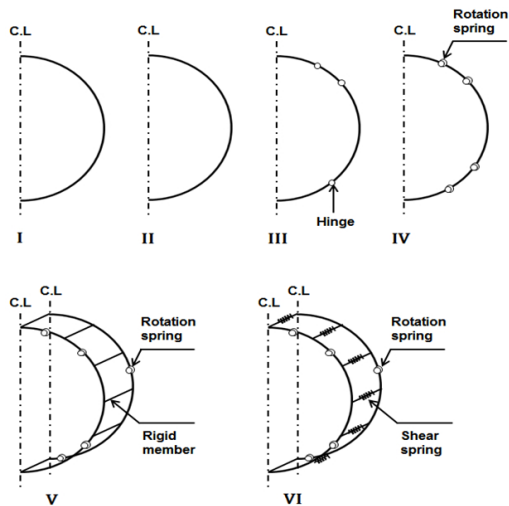 Rotation
spring
C.L
C.L
C.L
C.L
Hinge
I
II
III
IV
C.L
C.L
Rotation
spring
Rigid
member
V
C.L
C.L
Rotation
spring
Shear
spring
VI